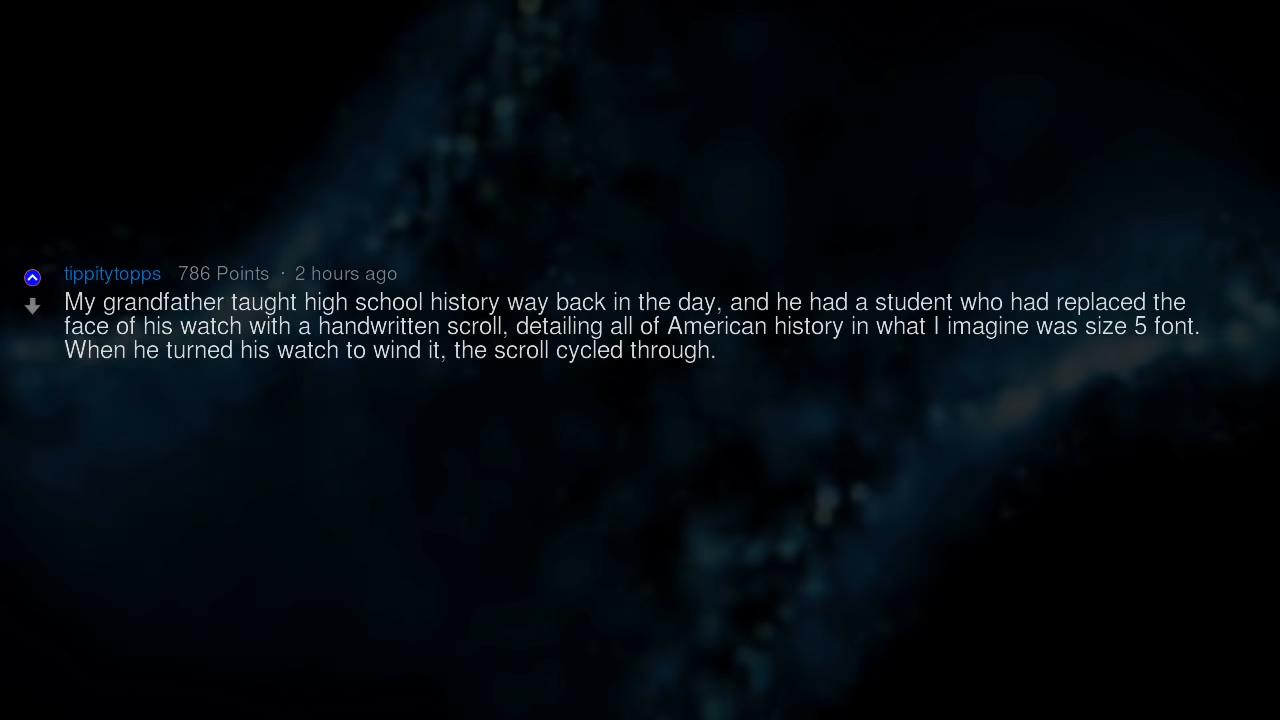 tippitytopps 786 Points · 2 hours ago
My grandfather taught high school history way back in the day, and he had a student who had replaced the
face of his watch with a handwritten scroll, detailing all of American history in what I imagine was size 5 font.
When he turned his watch to wind it, the scroll cycled through.